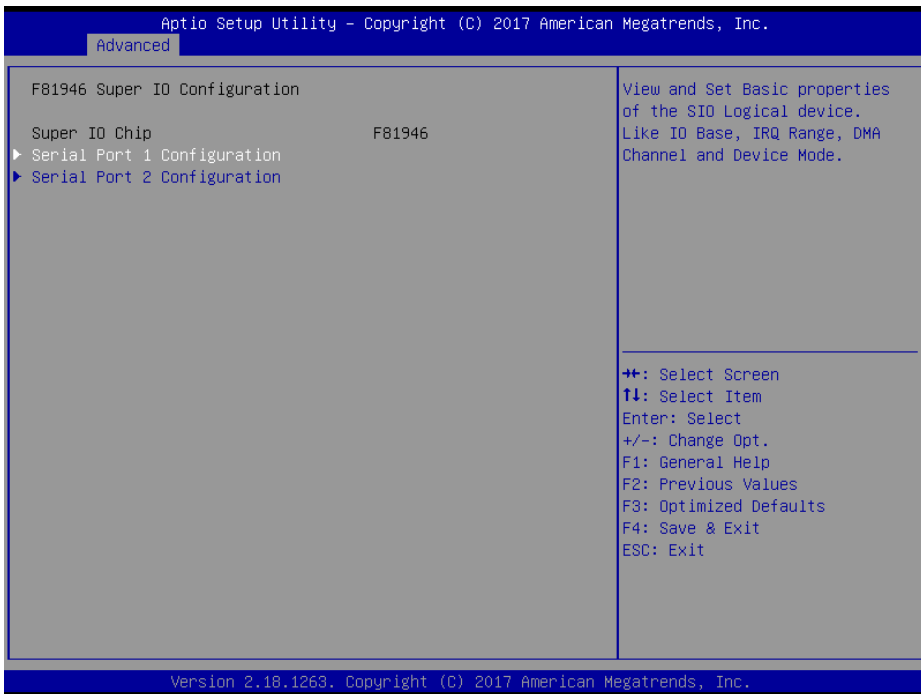 Aptio Setup Utility – Copyright (C) 2017 American Megatrends, Inc.
Advanced
F81946 Super IO Configuration
Super IO Chip F81946
Serial Port 1 Configuration
Serial Port 2 Configuration
View and Set Basic properties
of the SIO Logical device.
Like IO Base, IRQ Range, DMA
Channel and Device Mode.
→←: Select Screen
↑↓: Select Item
Enter: Select
+/-: Change Opt.
F1: General Help
F2: Previous Values
F3: Optimized Defaults
F4: Save & Exit
ESC: Exit
Version 2.18.1263. Copyright (C) 2017 American Megatrends, Inc.